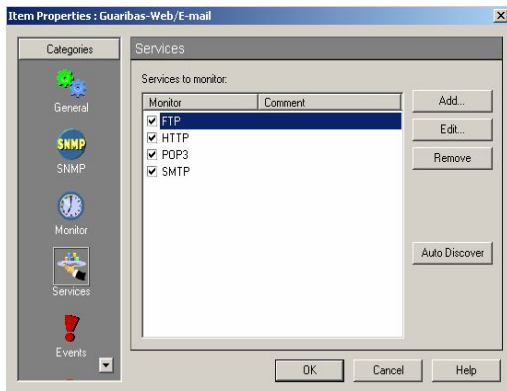 Item Properties : Guaribas-Web/E-mail
Categories
General
SNMP
SNMP
Monitor
Services
Events
Services
Services to monitor:
Monitor Comment
FTP
HTTP
POP3
SMTP
Add...
Edit...
Remove
Auto Discover
OK Cancel Help